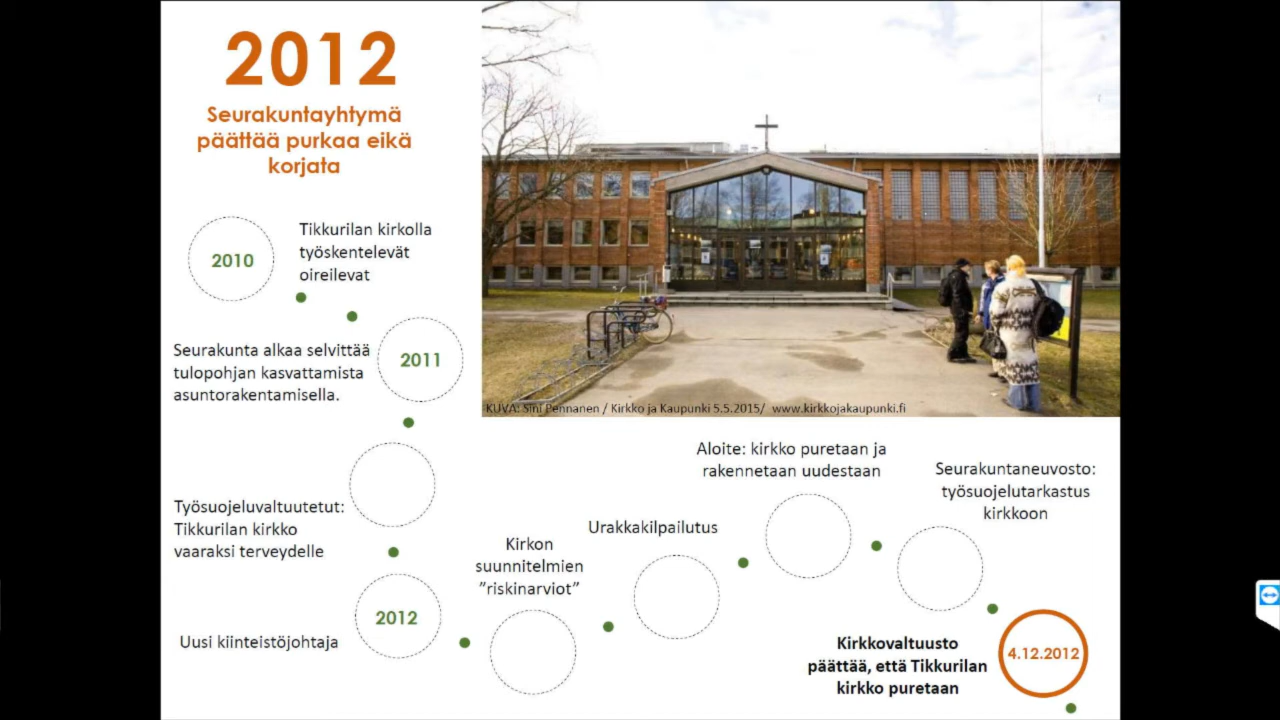 2012
Seurakuntayhtymä
päättää purkaa eikä
korjata
2010
Tikkurilan kirkolla
työskentelevät
oireilevat
Seurakunta alkaa selvittää
tulopohjan kasvattamista
asuntorakentamisella.
2011
Työsuojeluvaltuutetut:
Tikkurilan kirkko
vaaraksi terveydelle
2012
Uusi kiinteistöjohtaja
Kirkon
suunnitelmien
”riskinarviot”
Urakkakilpailutus
Aloite: kirkko puretaan ja
rakennetaan uudestaan
Seurakuntaneuvosto:
työsuojelutarkastus
kirkkoon
Kirkkovaltuusto
päättää, että Tikkurilan
kirkko puretaan
4.12.2012
KUVA: Sini Pennanen / Kirkko ja Kaupunki 5.5.2015/ www.kirkkojakaupunki.fi